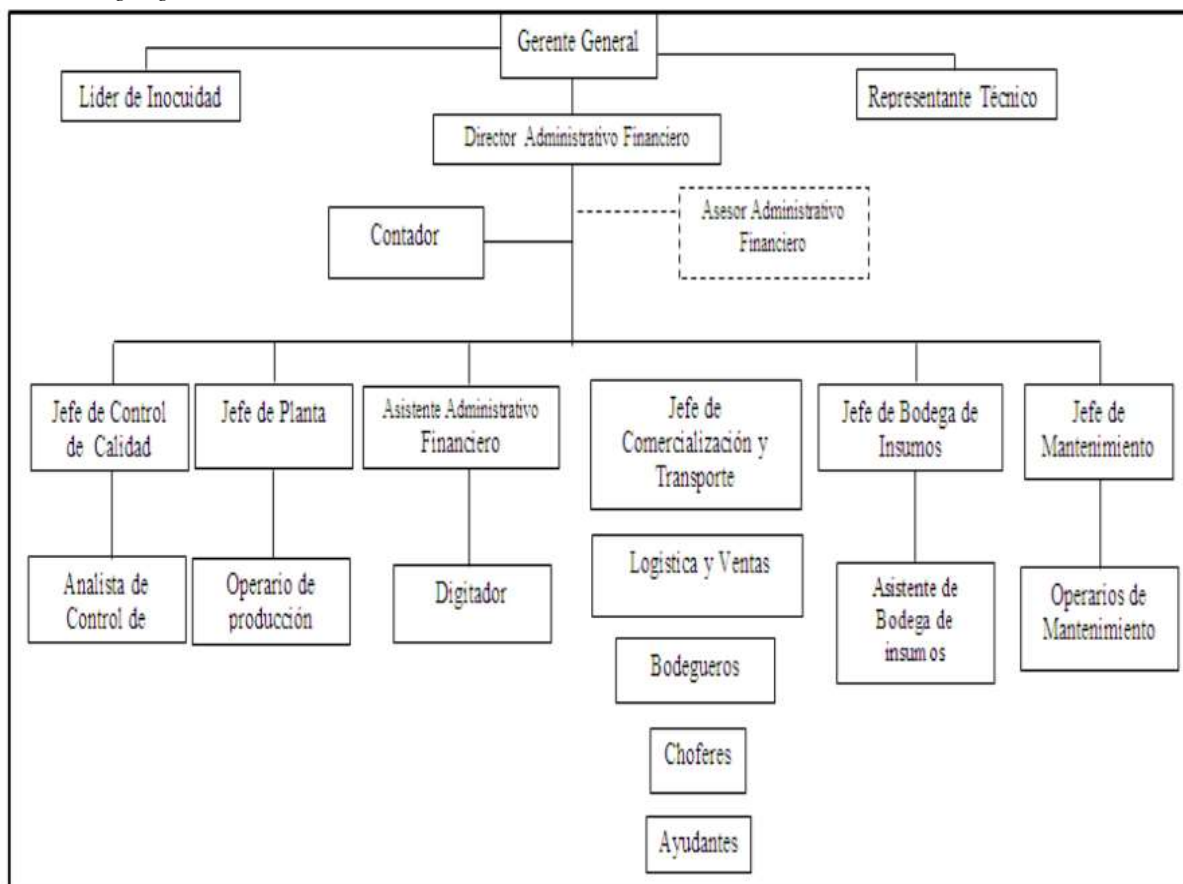 Gerente General
Lider de Inocuidad
Representante Técnico
Director Administrativo Financiero
Asesor Administrativo
Financiero
Contador
Jefe de Control
de Calidad
Jefe de Planta
Asistente Administrativo
Financiero
Jefe de
Comercialización y
Transporte
Jefe de Bodega de
Insumos
Jefe de
Mantenimiento
Analista de
Control de
Operario de
producción
Digitador
Logistica y Ventas
Asistente de
Bodega de
insumos
Operarios de
Mantenimiento
Bodegueros
Choferes
Ayudantes